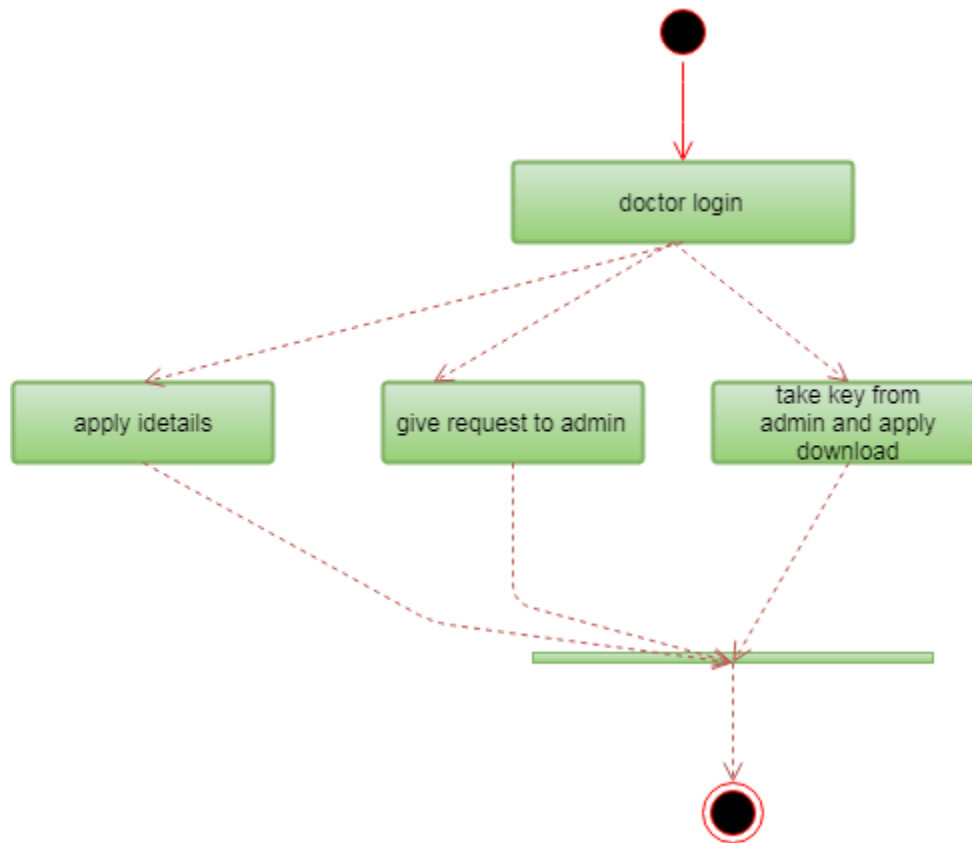 doctor login
apply idetails
give request to admin
take key from
admin and apply
download